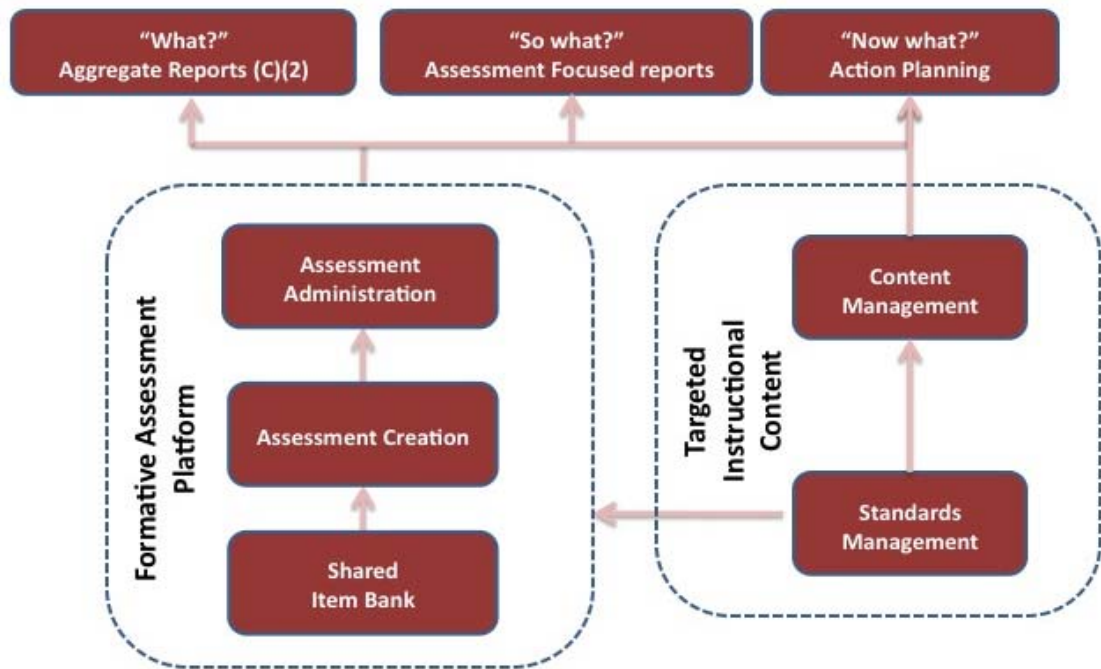 “What?”
Aggregate Reports (C)(2)
“So what?”
Assessment Focused reports
“Now what?”
Action Planning
Formative Assessment
Platform
Assessment
Administration
Assessment Creation
Shared
Item Bank
Targeted
Instructional
Content
Content
Management
Standards
Management